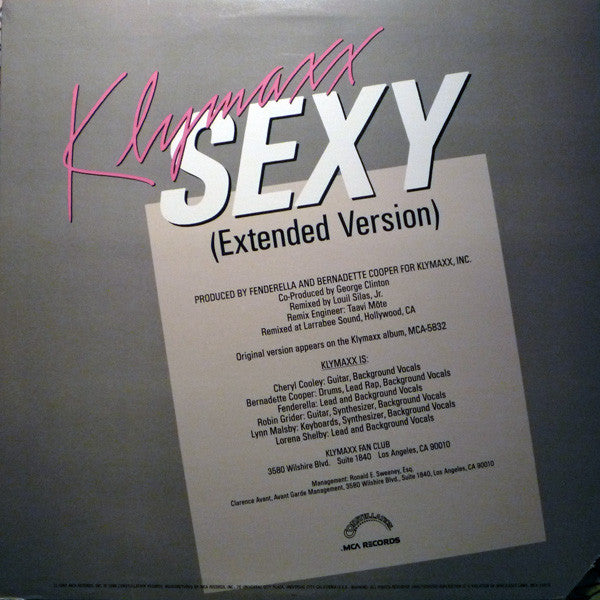 Klymaxx
SEXY
(Extended Version)
PRODUCED BY FENDERELLA AND BERNADETTE COOPER FOR KLYMAXX, INC.
Co-Produced by George Clinton
Remixed by Louil Silas, Jr.
Remix Engineer: Taavi Môte
Remixed at Larrabee Sound, Hollywood, CA
Original version appears on the Klymaxx album, MCA-5832
KLYMAXX IS:
Cheryl Cooley: Guitar, Background Vocals
Bernadette Cooper: Drums, Lead Rap, Background Vocals
Fenderella: Lead and Background Vocals
Robin Grider: Guitar, Synthesizer, Background Vocals
Lynn Malsby: Keyboards, Synthesizer, Background Vocals
Lorena Shelby: Lead and Background Vocals
KLYMAXX FAN CLUB
3580 Wilshire Blvd. Suite 1840 Los Angeles, CA 90010
Management: Ronald E. Sweeney, Esq.
Clarence Avant, Avant Garde Management, 3580 Wilshire Blvd., Suite 1840, Los Angeles, CA 90010
CONSTELLATION
MCA RECORDS